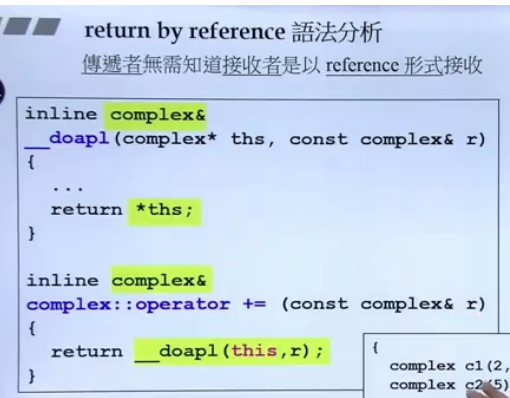 return by reference 語法分析
傳遞者無需知道接收者是以 reference 形式接收
inline complex&
__doapl(complex* ths, const complex& r)
{
...
return *ths;
}
inline complex&
complex::operator += (const complex& r)
{
return __doapl(this,r);
}
{
complex c1(2,
complex c2(5)